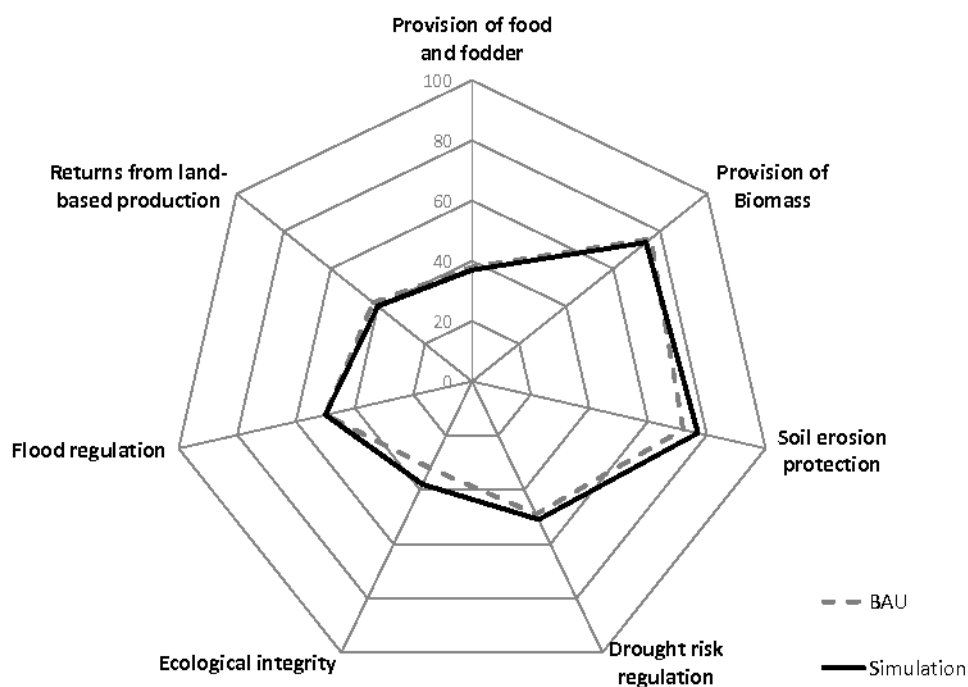 Provision of food
and fodder
100
80
60
40
20
0
Returns from land-
based production
Provision of
Biomass
Flood regulation
Soil erosion
protection
Ecological integrity
Drought risk
regulation
BAU
Simulation